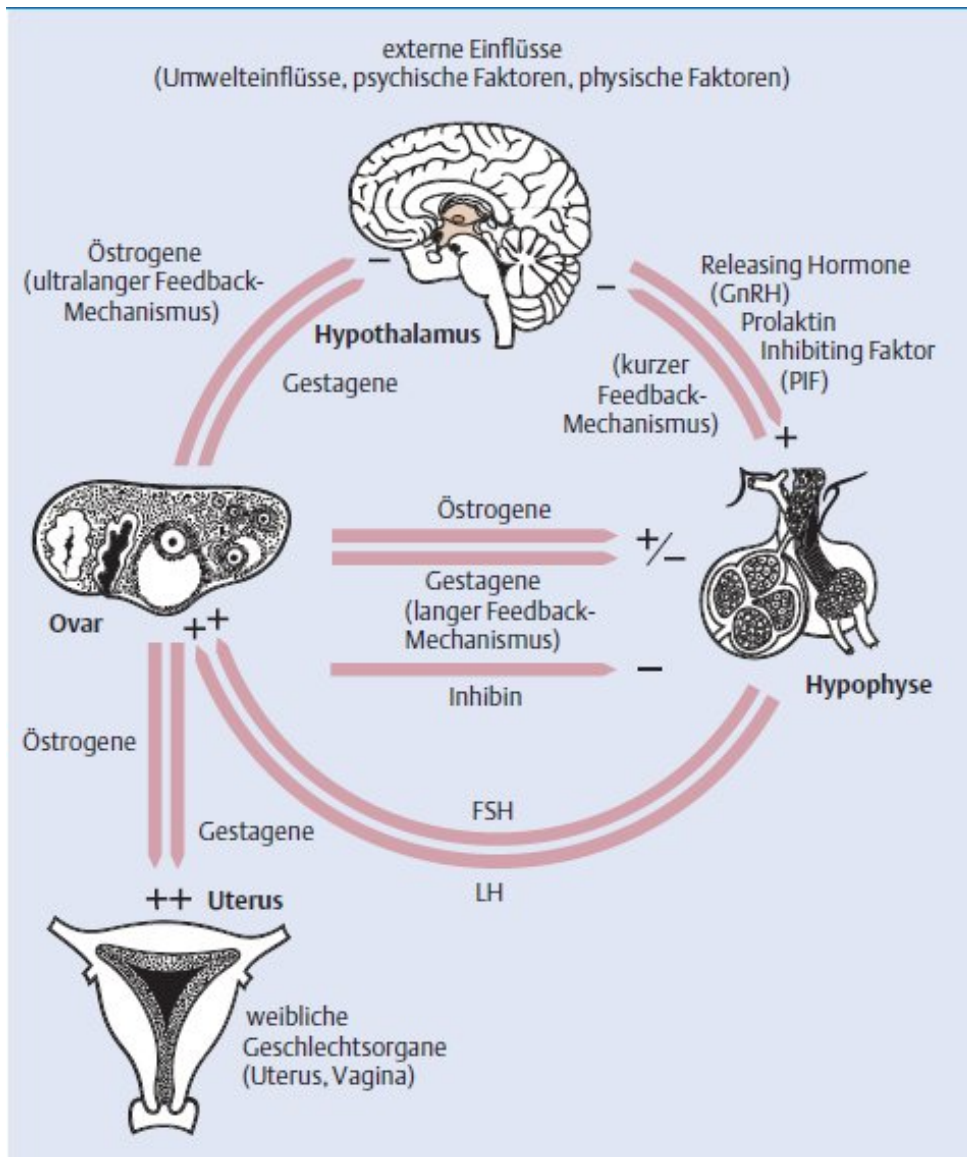 externe Einflüsse
(Umwelteinflüsse, psychische Faktoren, physische Faktoren)
Östrogene
(ultralanger Feedback-
Mechanismus)
−
Hypothalamus
Gestagene
−
Releasing Hormone
(GnRH)
Prolaktin
Inhibiting Faktor
(PIF)
(kurzer
Feedback-
Mechanismus)
+
Östrogene
+/−
Gestagene
(langer Feedback-
Mechanismus)
Ovar
++
Inhibin
−
Hypophyse
Östrogene
Gestagene
FSH
LH
++ Uterus
weibliche
Geschlechtsorgane
(Uterus, Vagina)